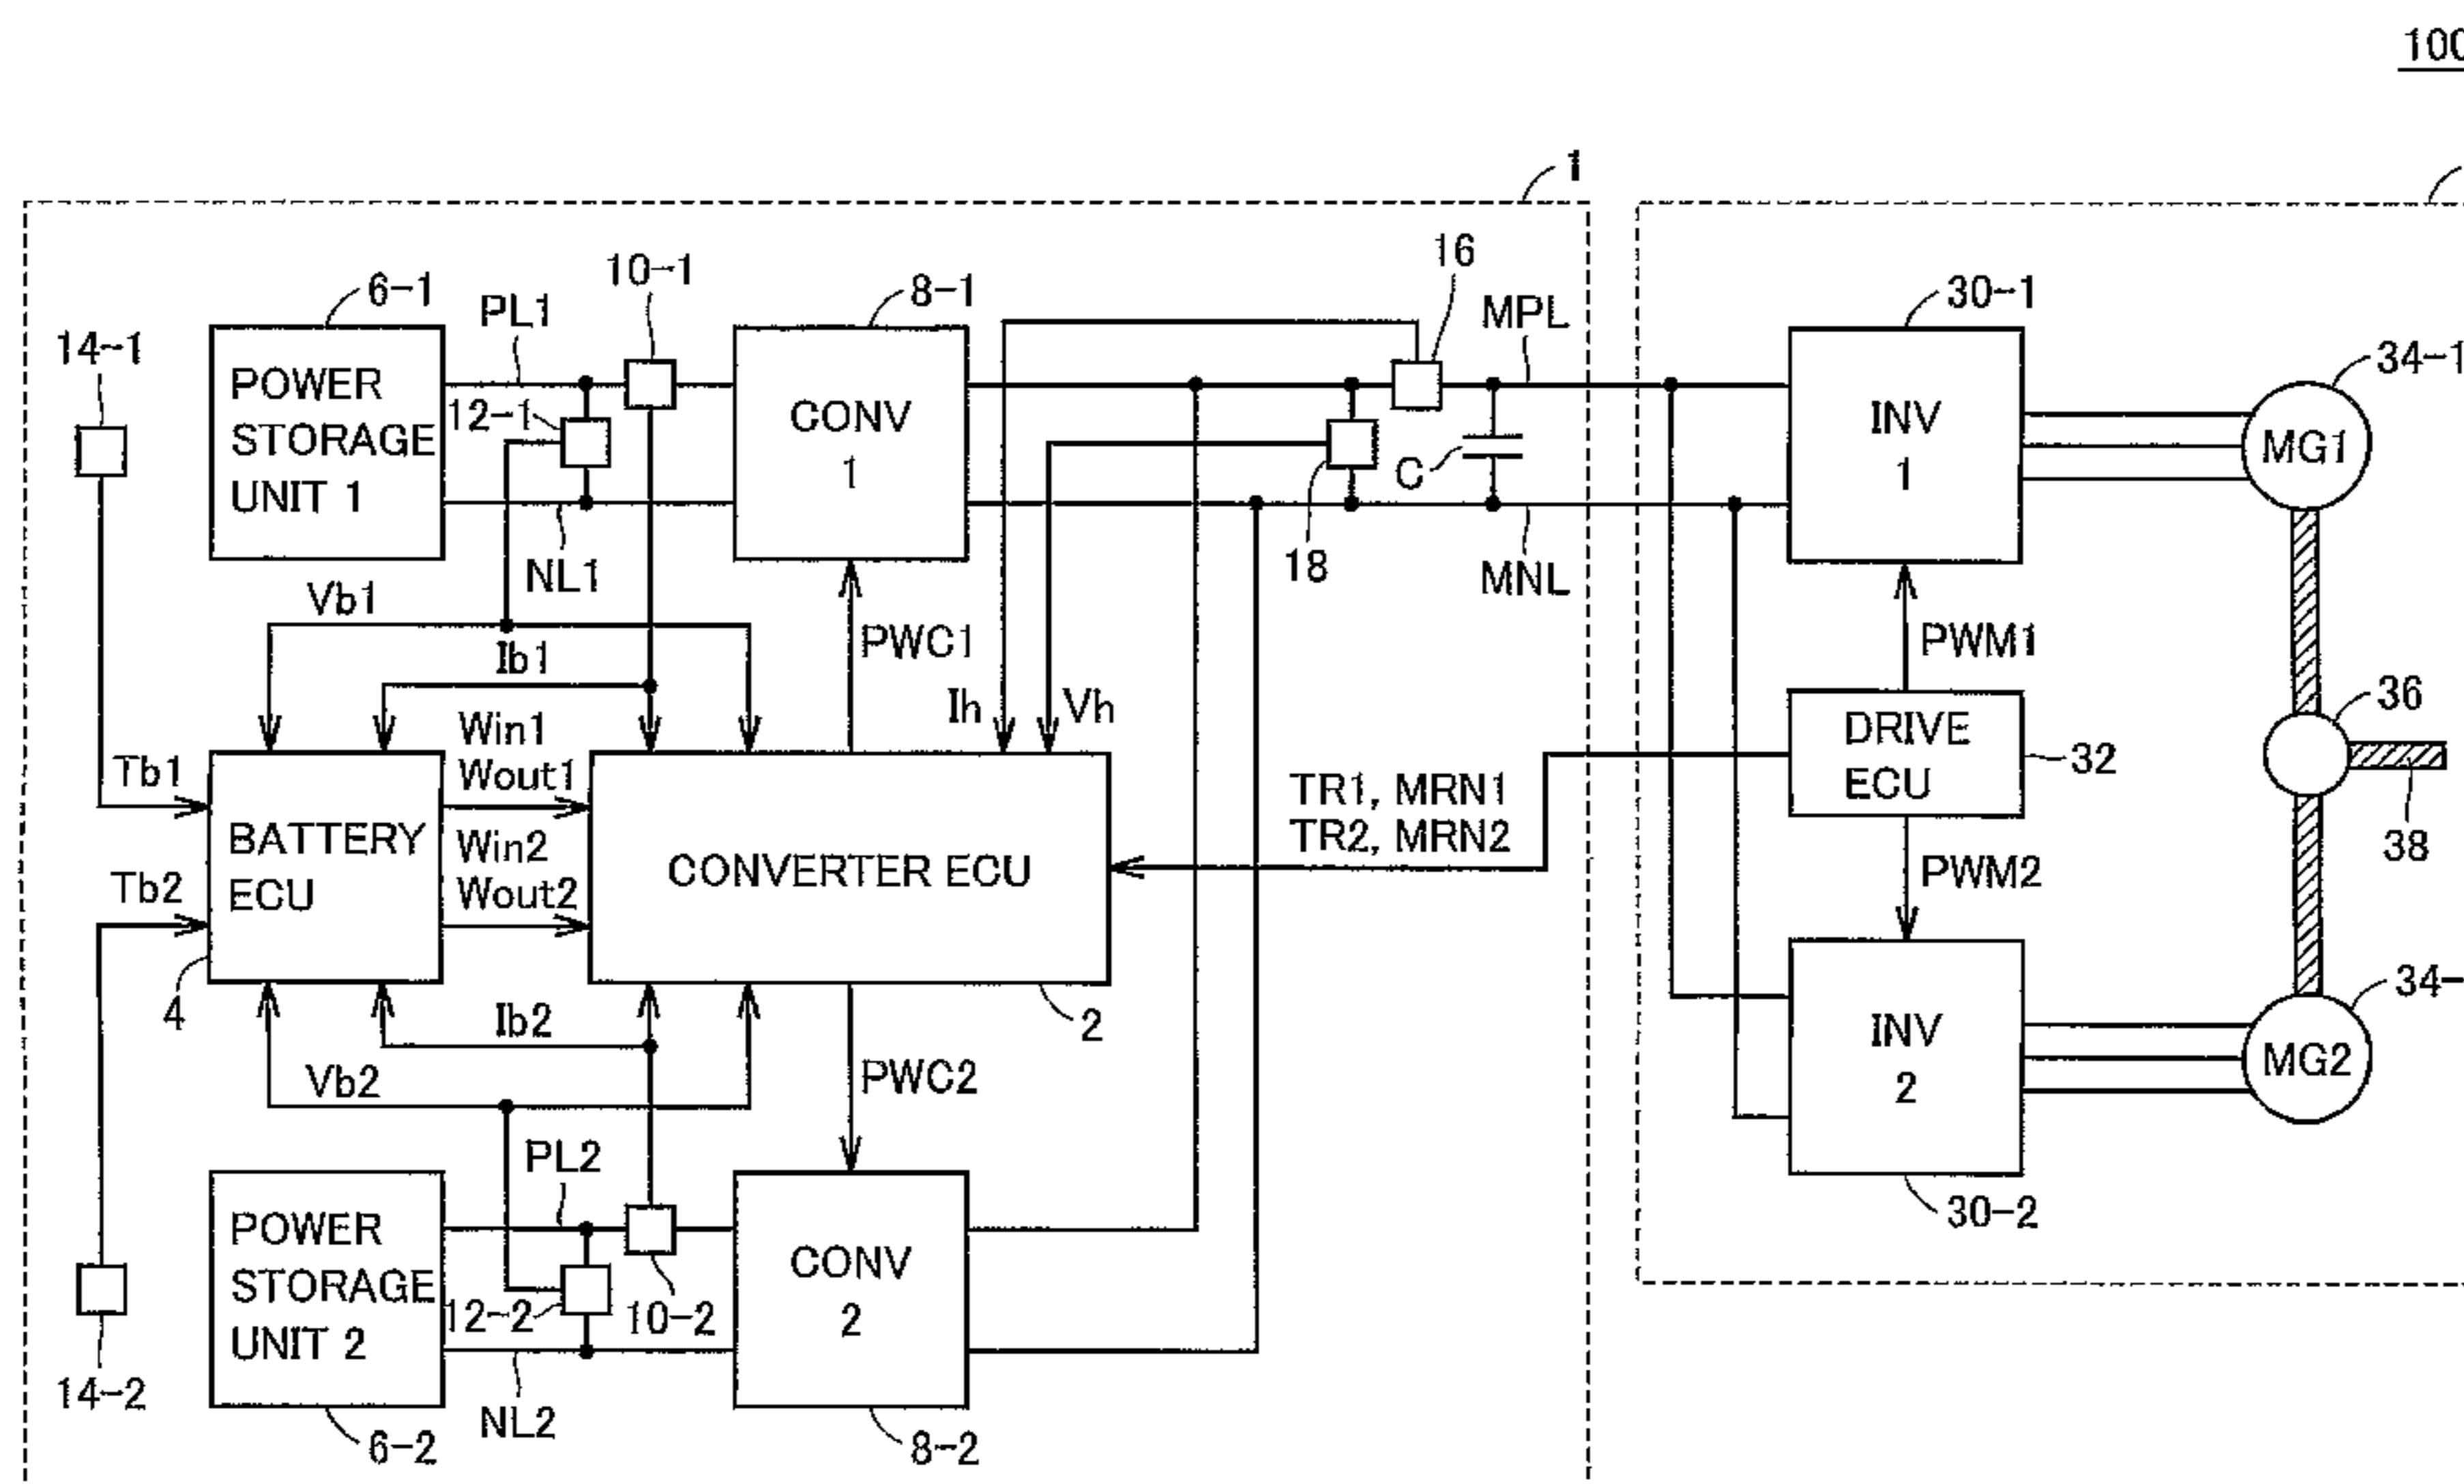 100
1
16
10-1
6-1
8-1
30-1
PL1
MPL
14-1
34-1
POWER
STORAGE
UNIT 1
12-1
CONV
1
INV
1
MG1
C
18
NL1
MNL
Vb1
Ib1
PWC1
PWM1
Ih
Vh
36
Win1
Wout1
DRIVE
ECU
32
Tb1
TR1, MRN1
TR2, MRN2
38
BATTERY
ECU
Win2
Wout2
CONVERTER ECU
Tb2
PWM2
4
Ib2
2
34-
Vb2
PWC2
INV
2
MG2
PL2
30-2
POWER
STORAGE
UNIT 2
12-2
10-2
CONV
2
14-2
NL2
6-2
8-2